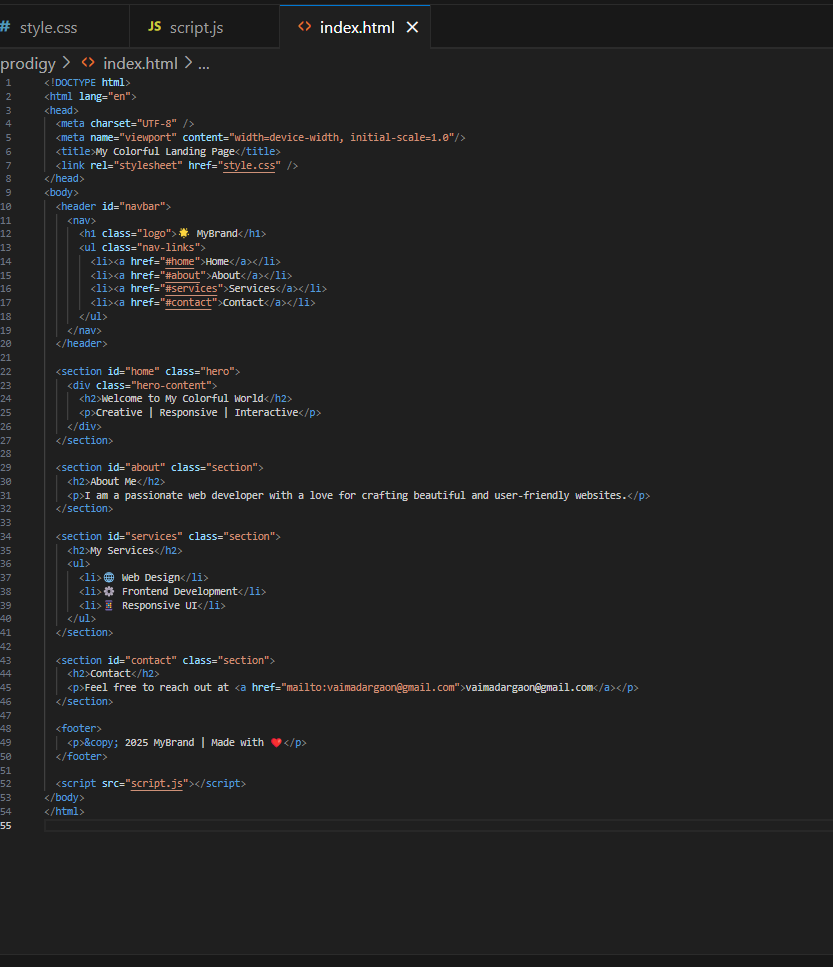 # style.css
JS script.js
<> index.html ×
prodigy > <> index.html > ...
1 <!DOCTYPE html>
2 <html lang="en">
3 <head>
4   <meta charset="UTF-8" />
5   <meta name="viewport" content="width=device-width, initial-scale=1.0"/>
6   <title>My Colorful Landing Page</title>
7   <link rel="stylesheet" href="style.css" />
8 </head>
9 <body>
10   <header id="navbar">
11     <nav>
12       <h1 class="logo">🌟 MyBrand</h1>
13       <ul class="nav-links">
14         <li><a href="#home">Home</a></li>
15         <li><a href="#about">About</a></li>
16         <li><a href="#services">Services</a></li>
17         <li><a href="#contact">Contact</a></li>
18       </ul>
19     </nav>
20   </header>
21
22   <section id="home" class="hero">
23     <div class="hero-content">
24       <h2>Welcome to My Colorful World</h2>
25       <p>Creative | Responsive | Interactive</p>
26     </div>
27   </section>
28
29   <section id="about" class="section">
30     <h2>About Me</h2>
31     <p>I am a passionate web developer with a love for crafting beautiful and user-friendly websites.</p>
32   </section>
33
34   <section id="services" class="section">
35     <h2>My Services</h2>
36     <ul>
37       <li>🌐 Web Design</li>
38       <li>⚙️ Frontend Development</li>
39       <li>📱 Responsive UI</li>
40     </ul>
41   </section>
42
43   <section id="contact" class="section">
44     <h2>Contact</h2>
45     <p>Feel free to reach out at <a href="mailto:vaimadargaon@gmail.com">vaimadargaon@gmail.com</a></p>
46   </section>
47
48   <footer>
49     <p>&copy; 2025 MyBrand | Made with ❤️</p>
50   </footer>
51
52   <script src="script.js"></script>
53 </body>
54 </html>
55